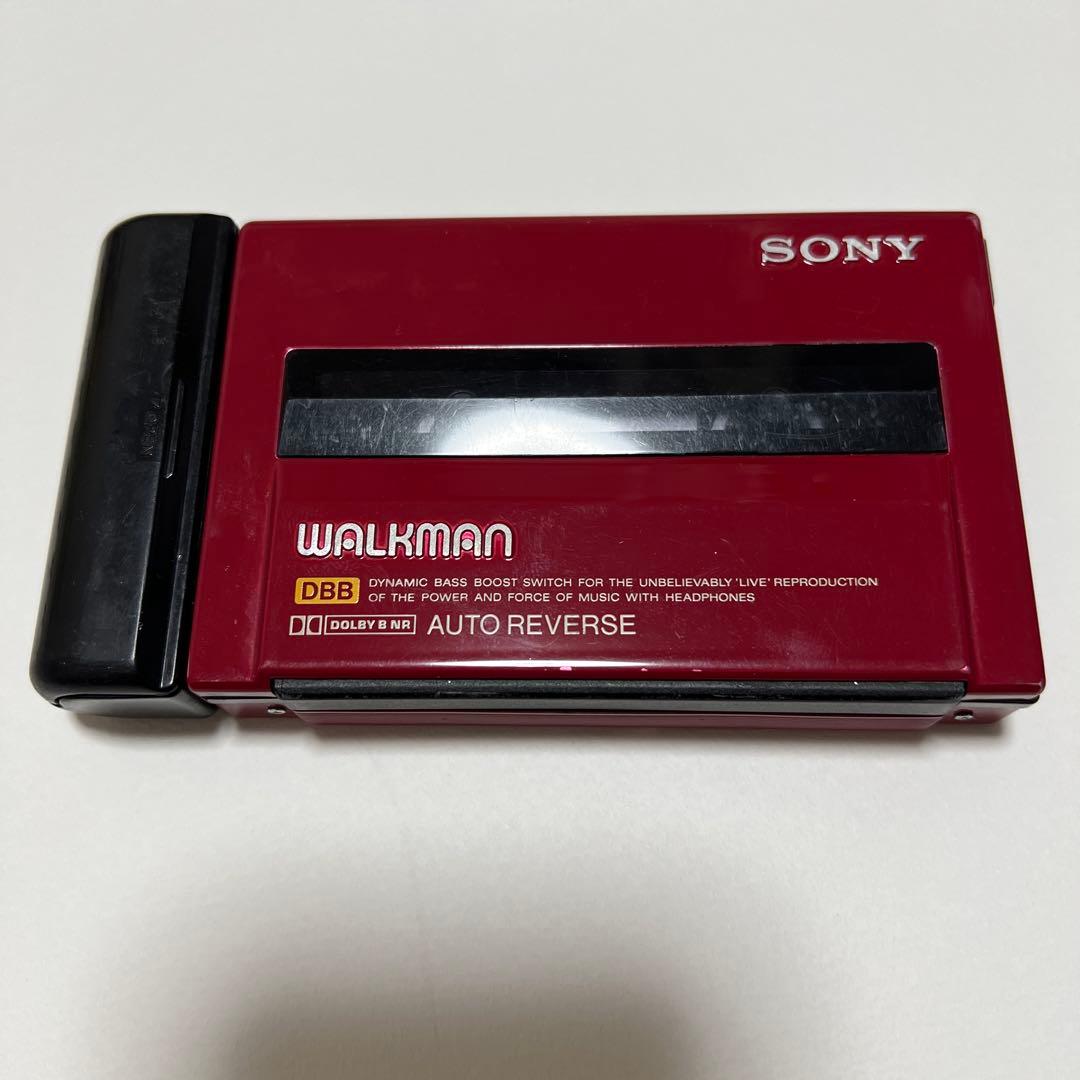 SONY
WALKMAN
DBB DYNAMIC BASS BOOST SWITCH FOR THE UNBELIEVABLY 'LIVE' REPRODUCTION
OF THE POWER AND FORCE OF MUSIC WITH HEADPHONES
DOLBY B NR AUTO REVERSE